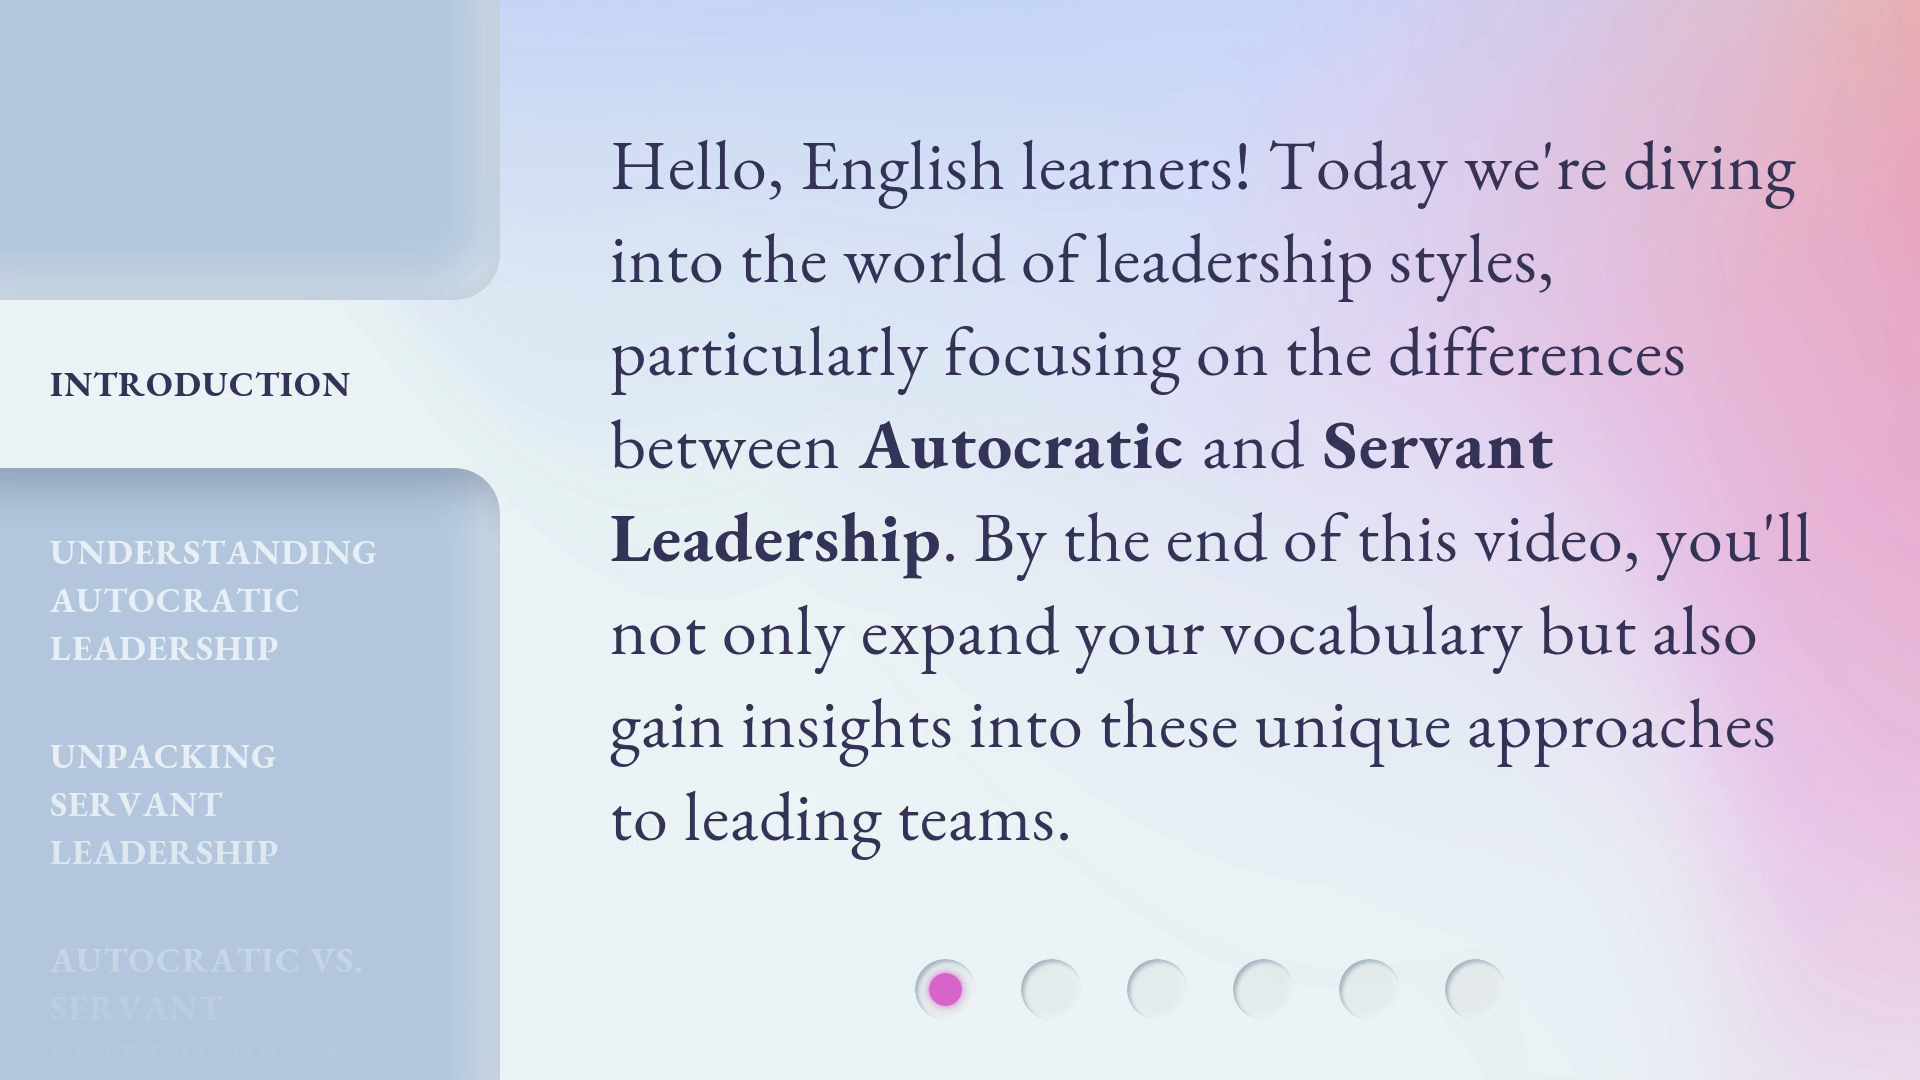 INTRODUCTION
UNDERSTANDING
AUTOCRATIC
LEADERSHIP
UNPACKING
SERVANT
LEADERSHIP
AUTOCRATIC VS.
SERVANT
LEADERSHIP
Hello, English learners! Today we're diving
into the world of leadership styles,
particularly focusing on the differences
between Autocratic and Servant
Leadership. By the end of this video, you'll
not only expand your vocabulary but also
gain insights into these unique approaches
to leading teams.